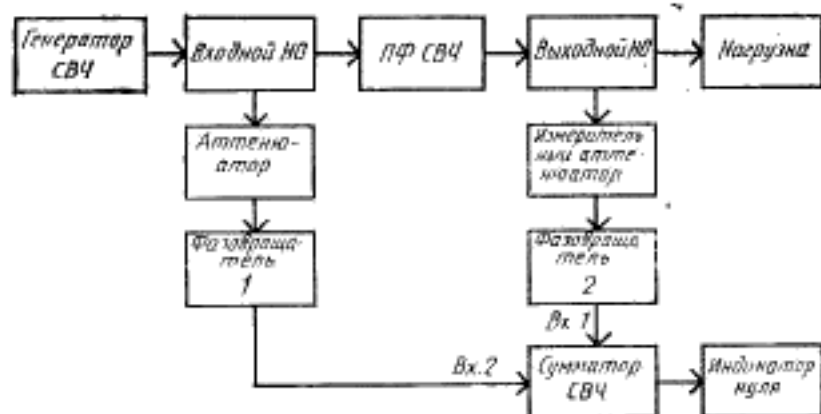 Генератор
СВЧ
Входной НО
ПФ СВЧ
Выходной НО
Нагрузка
Аттеню-
атор
Измеритель
ный атте-
нюатор
Фазовраща-
тель
1
Фазовраща
тель
2
Вх. 1
Вх.2
Сумматор
СВЧ
Индикатор
нуля